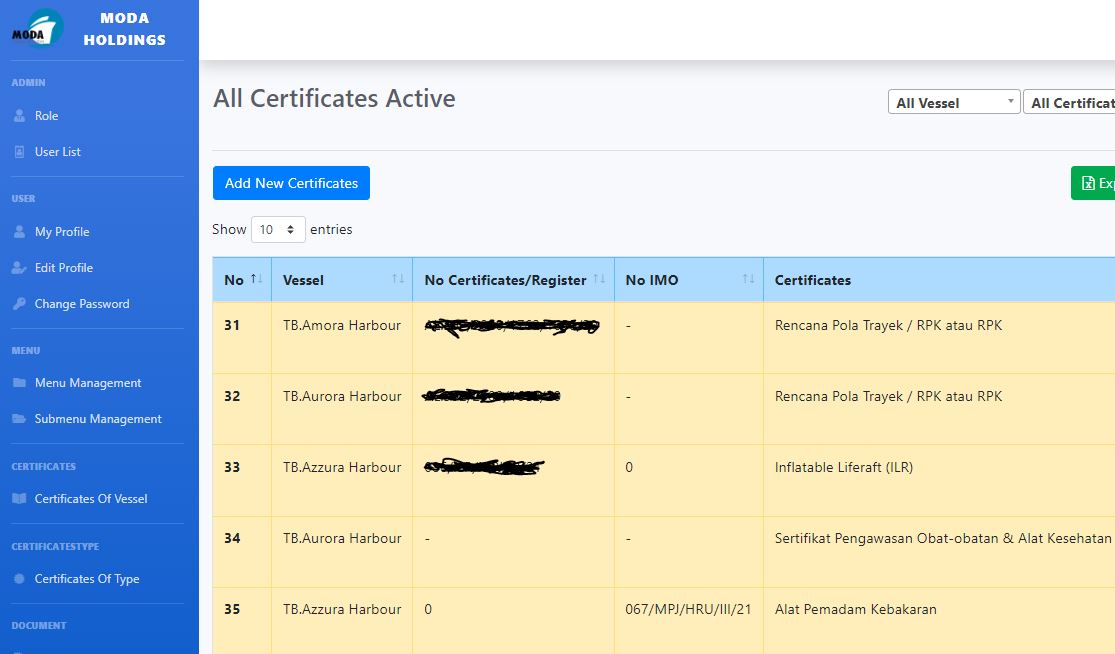 MODA
MODA
HOLDINGS
ADMIN
Role
User List
USER
My Profile
Edit Profile
Change Password
MENU
Menu Management
Submenu Management
CERTIFICATES
Certificates Of Vessel
CERTIFICATESTYPE
Certificates Of Type
DOCUMENT
All Certificates Active
All Vessel
All Certificat
Add New Certificates
Exp
Show 10 entries
No Vessel No Certificates/Register No IMO Certificates
31 TB.Amora Harbour - Rencana Pola Trayek / RPK atau RPK
32 TB.Aurora Harbour - Rencana Pola Trayek / RPK atau RPK
33 TB.Azzura Harbour 0 Inflatable Liferaft (ILR)
34 TB.Aurora Harbour - - Sertifikat Pengawasan Obat-obatan & Alat Kesehatan
35 TB.Azzura Harbour 0 067/MPJ/HRU/III/21 Alat Pemadam Kebakaran